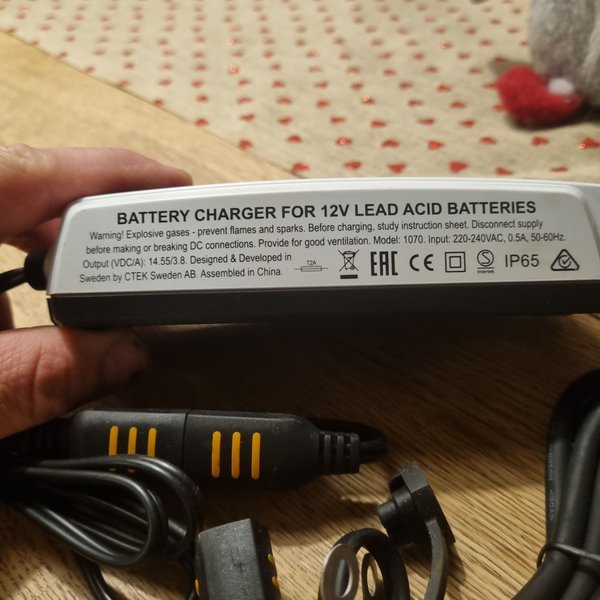 BATTERY CHARGER FOR 12V LEAD ACID BATTERIES
Warning! Explosive gases - prevent flames and sparks. Before charging, study instruction sheet. Disconnect supply
before making or breaking DC connections. Provide for good ventilation. Model: 1070. Input: 220-240VAC, 0.5A, 50-60Hz.
Output (VDC/A): 14.55/3.8. Designed & Developed in
Sweden by CTEK Sweden AB. Assembled in China.
T2A EAC CE S Intertek IP65